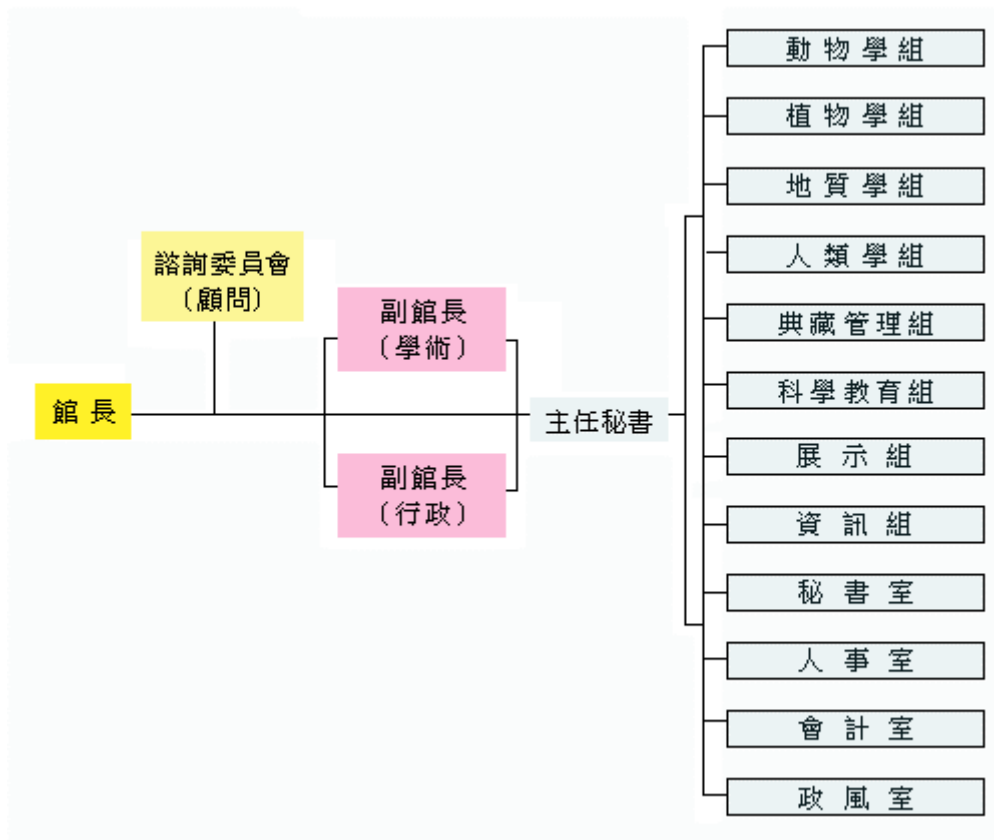 館長
諮詢委員會
(顧問)
副館長
(學術)
副館長
(行政)
主任秘書
動物學組
植物學組
地質學組
人類學組
典藏管理組
科學教育組
展示組
資訊組
秘書室
人事室
會計室
政風室